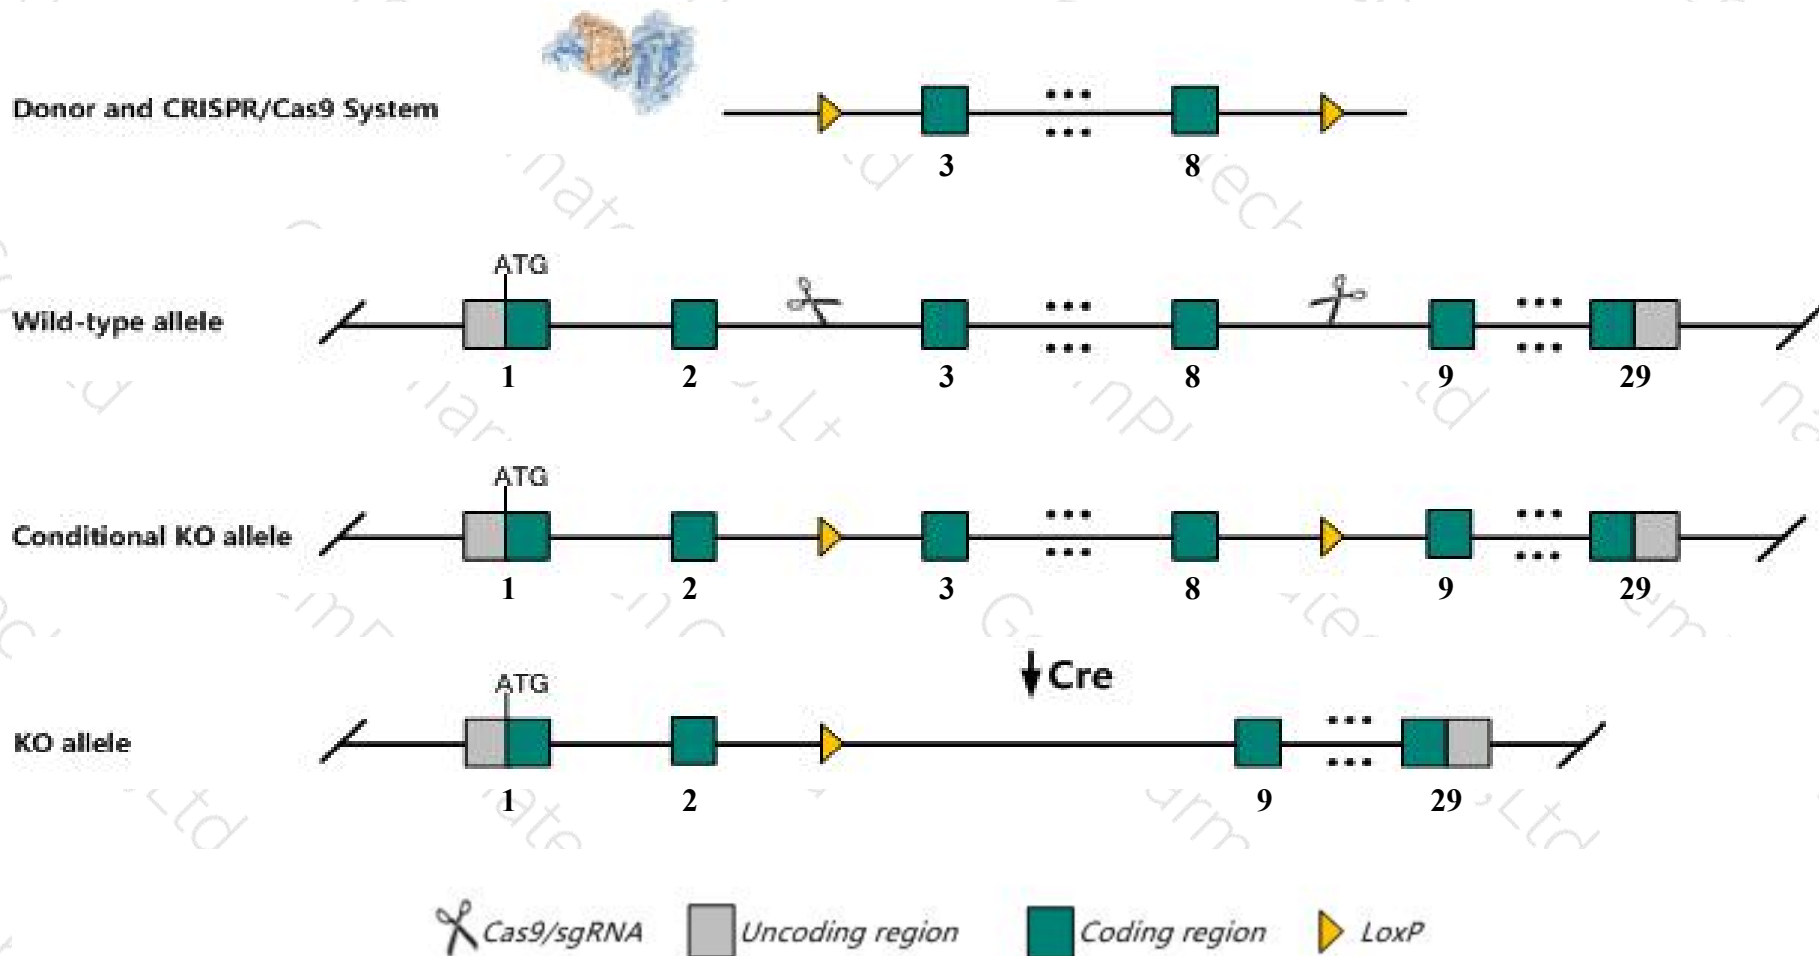 Donor and CRISPR/Cas9 System
3 8
ATG
Wild-type allele
1 2 3 8 9 29
ATG
Conditional KO allele
1 2 3 8 9 29
Cre
ATG
KO allele
1 2 9 29
Cas9/sgRNA Uncoding region Coding region LoxP